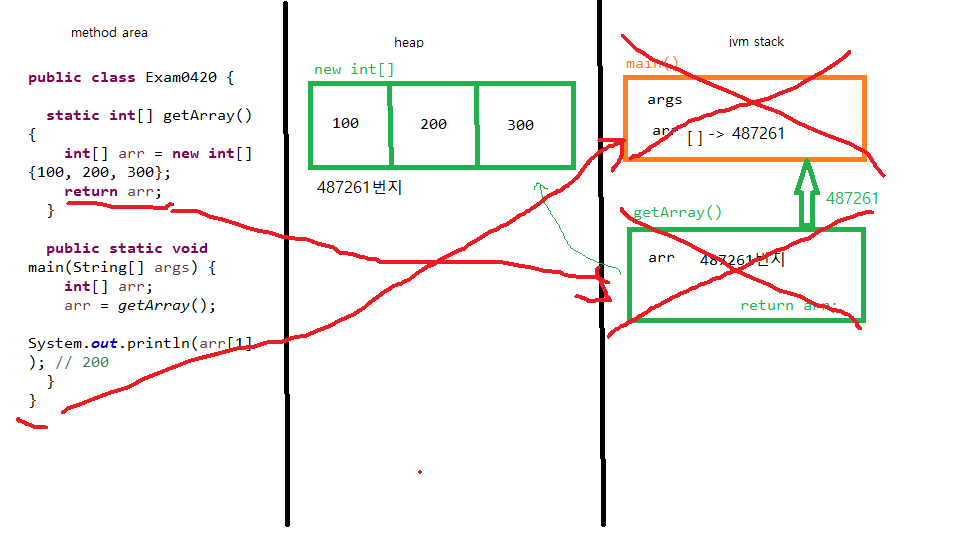 method area
public class Exam0420 {
static int[] getArray()
{
int[] arr = new int[]
{100, 200, 300};
return arr;
}
public static void
main(String[] args) {
int[] arr;
arr = getArray();
System.out.println(arr[1]
); // 200
}
}
heap
new int[]
100 200 300
487261번지
jvm stack
main()
args
arr [ ] -> 487261
487261
getArray()
arr 487261번지
return arr;